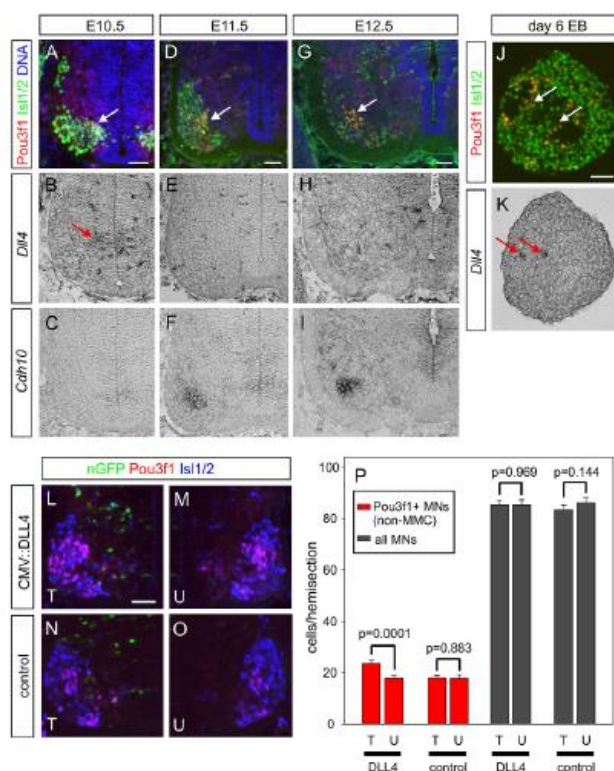 E10.5
E11.5
E12.5
day 6 EB
Pou3f1 Isl1/2 DNA
A
D
G
Pou3f1 Isl1/2
J
Dll4
B
E
H
Dll4
K
Cdh10
C
F
I
nGFP Pou3f1 Isl1/2
CMV::DLL4
L
T
M
U
control
N
T
O
U
P
cells/hemisection
100
80
60
40
20
0
Pou3f1+ MNs
(non-MMC)
all MNs
p=0.0001
p=0.883
p=0.969
p=0.144
T U T U T U T U
DLL4 control DLL4 control